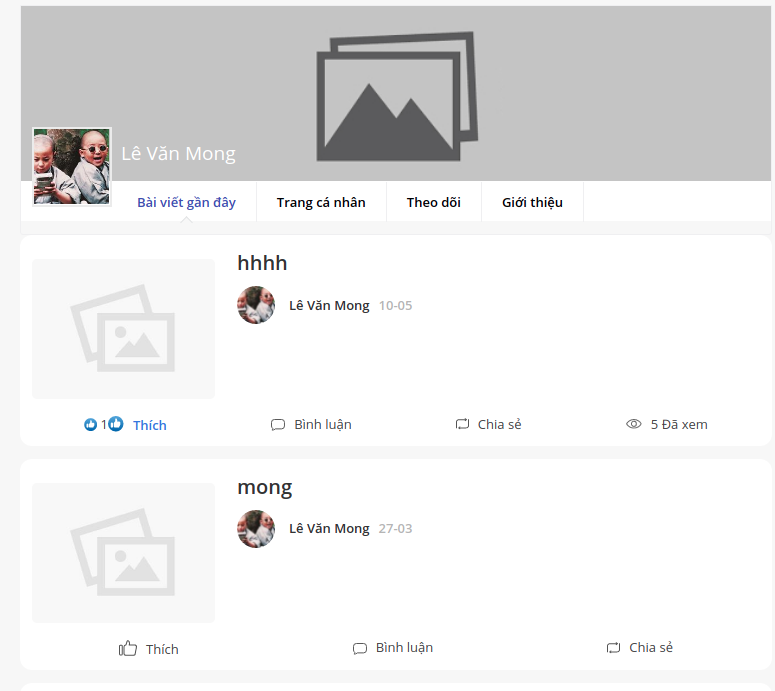 Lê Văn Mong
Bài viết gần đây Trang cá nhân Theo dõi Giới thiệu
hhhh
Lê Văn Mong 10-05
1 Thích Bình luận Chia sẻ 5 Đã xem
mong
Lê Văn Mong 27-03
Thích Bình luận Chia sẻ